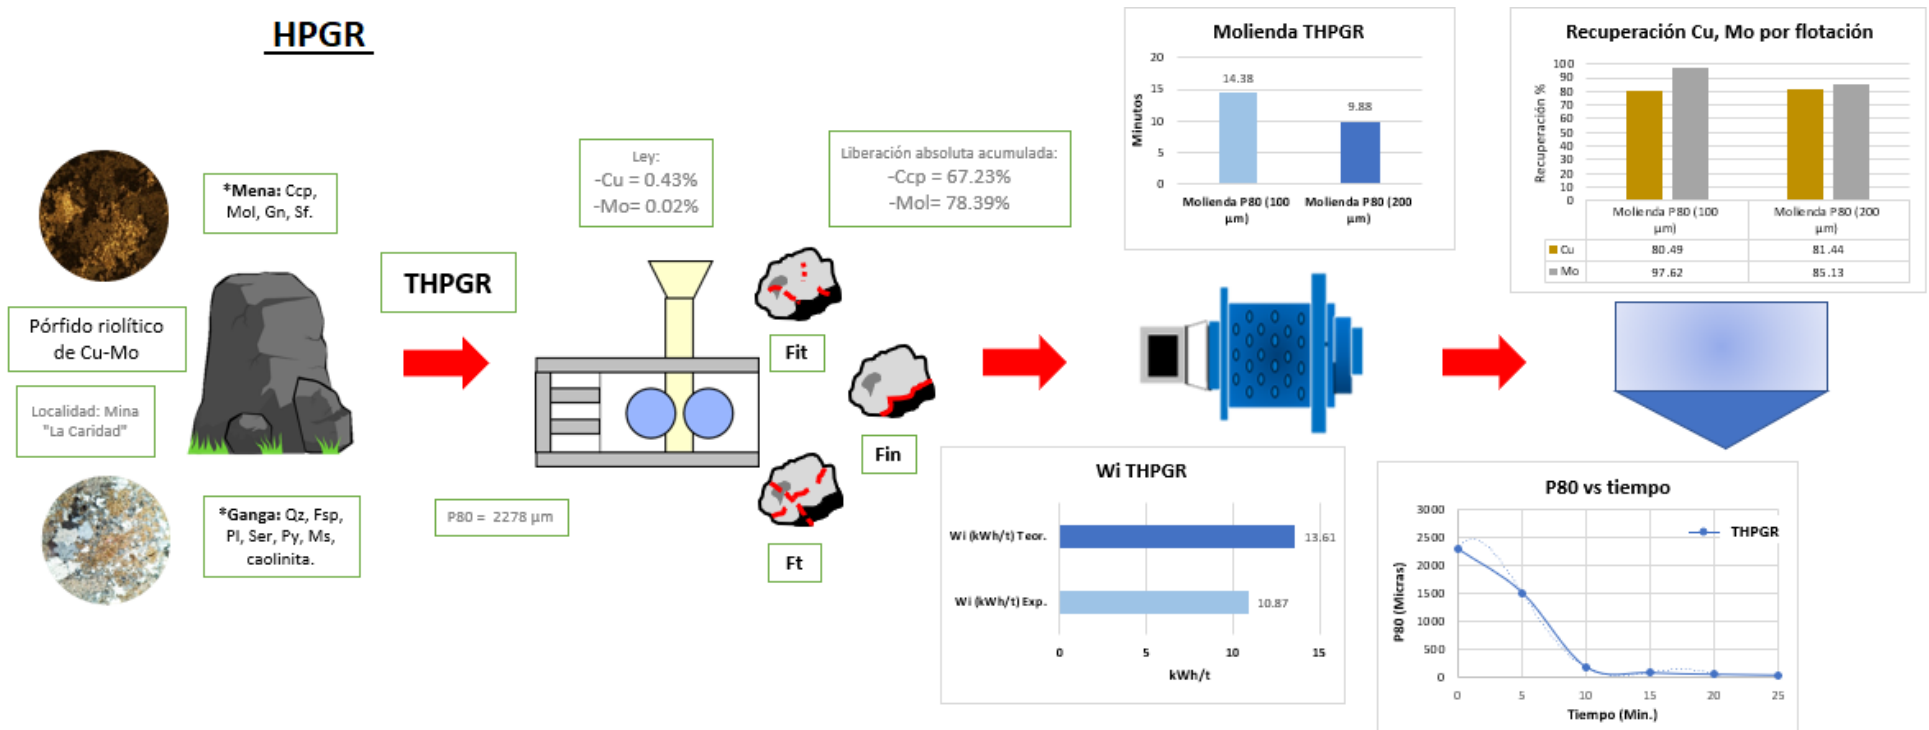 HPGR
*Mena: Ccp,
Mol, Gn, Sf.
Pórfido riolítico
de Cu-Mo
Localidad: Mina
"La Caridad"
*Ganga: Qz, Fsp,
Pl, Ser, Py, Ms,
caolinita.
THPGR
P80 = 2278 µm
Ley:
-Cu = 0.43%
-Mo= 0.02%
Liberación absoluta acumulada:
-Ccp = 67.23%
-Mol= 78.39%
Fit
Fin
Ft
Molienda THPGR
Minutos
20
15
10
5
0
14.38
9.88
Molienda P80 (100
µm)
Molienda P80 (200
µm)
Wi THPGR
Wi (kWh/t) Teor.
13.61
Wi (kWh/t) Exp.
10.87
0 5 10 15
kWh/t
Recuperación Cu, Mo por flotación
Recuperación %
100
90
80
70
60
50
40
30
20
10
0
Molienda P80 (100
µm)
Molienda P80 (200
µm)
Cu 80.49 81.44
Mo 97.62 85.13
P80 vs tiempo
THPGR
P80 (Micras)
3000
2500
2000
1500
1000
500
0
0 5 10 15 20 25
Tiempo (Min.)